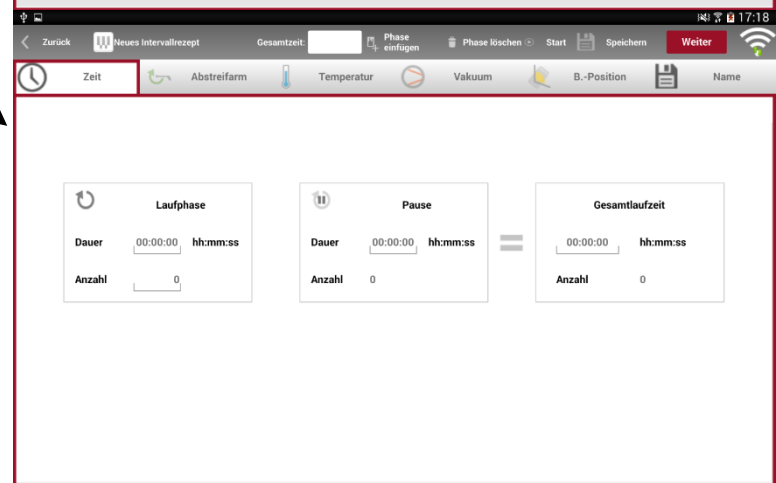 17:18
Zurück Neues Intervallrezept Gesamtzeit: Phase einfügen Phase löschen Start Speichern Weiter
Zeit Abstreifarm Temperatur Vakuum B.-Position Name
Laufphase Pause Gesamtlaufzeit
Dauer 00:00:00 hh:mm:ss Dauer 00:00:00 hh:mm:ss = 00:00:00 hh:mm:ss
Anzahl 0 Anzahl 0 Anzahl 0